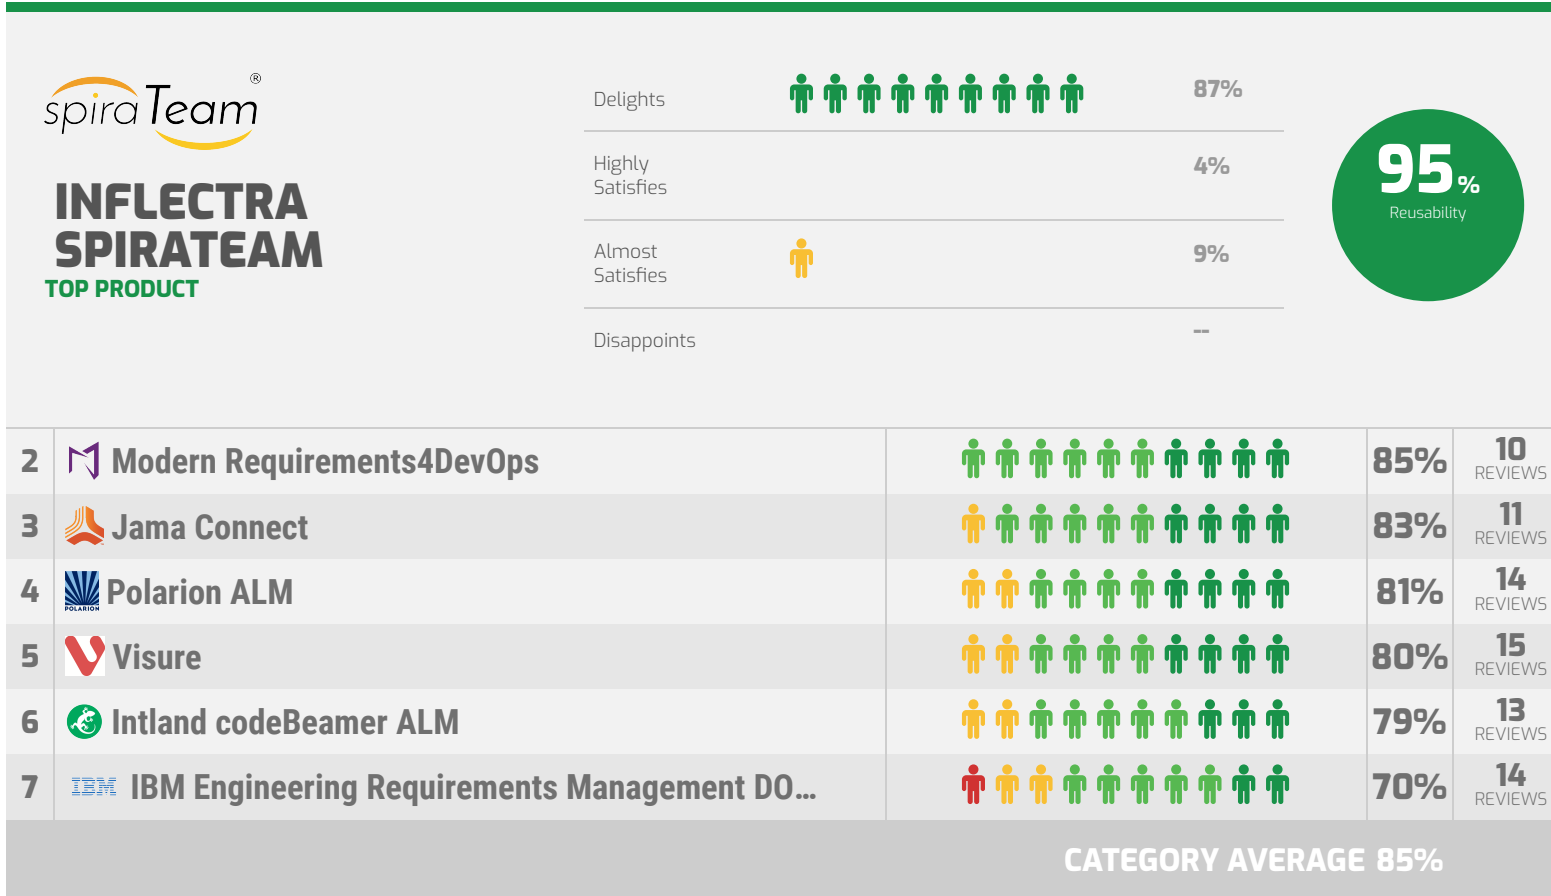 spiraTeam®
INFLECTRA
SPIRATEAM
TOP PRODUCT
Delights 87%
Highly
Satisfies 4%
Almost
Satisfies 9%
Disappoints --
95%
Reusability
2 Modern Requirements4DevOps 85% 10 REVIEWS
3 Jama Connect 83% 11 REVIEWS
4 POLARION Polarion ALM 81% 14 REVIEWS
5 Visure 80% 15 REVIEWS
6 Intland codeBeamer ALM 79% 13 REVIEWS
7 IBM IBM Engineering Requirements Management DO... 70% 14 REVIEWS
CATEGORY AVERAGE 85%